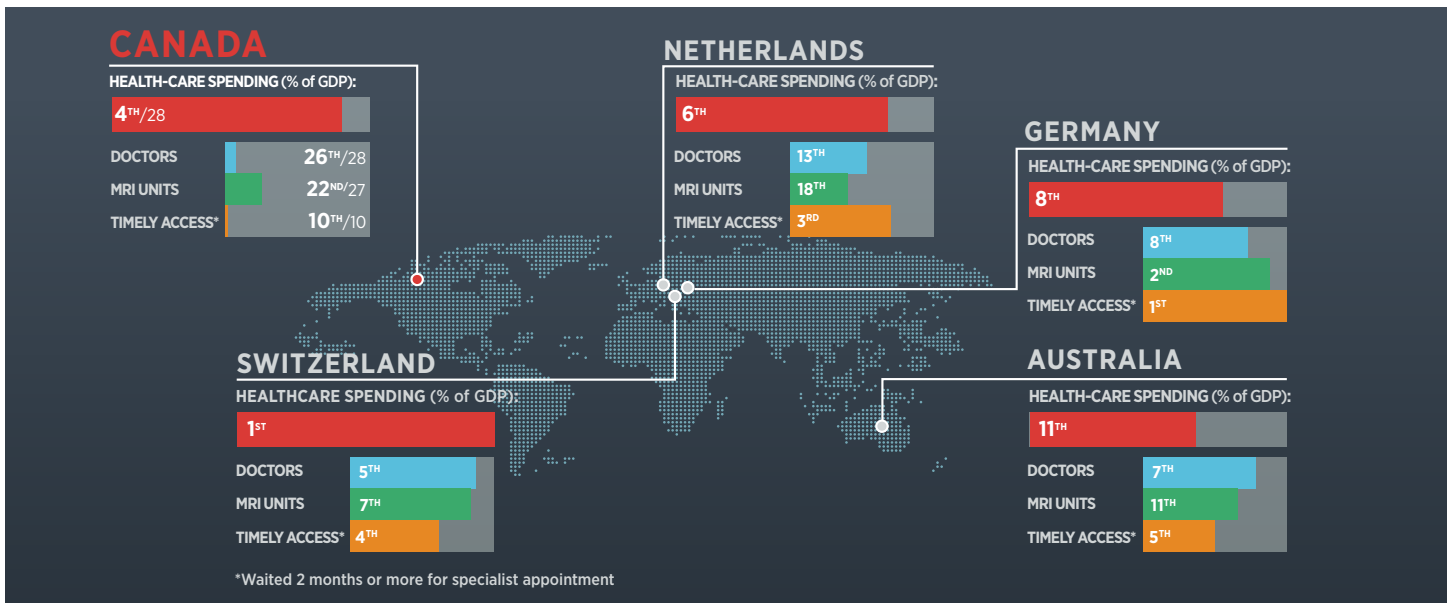 CANADA
HEALTH-CARE SPENDING (% of GDP):
4TH/28
DOCTORS 26TH/28
MRI UNITS 22ND/27
TIMELY ACCESS* 10TH/10
NETHERLANDS
HEALTH-CARE SPENDING (% of GDP):
6TH
DOCTORS 13TH
MRI UNITS 18TH
TIMELY ACCESS* 3RD
GERMANY
HEALTH-CARE SPENDING (% of GDP):
8TH
DOCTORS 8TH
MRI UNITS 2ND
TIMELY ACCESS* 1ST
SWITZERLAND
HEALTHCARE SPENDING (% of GDP):
1ST
DOCTORS 5TH
MRI UNITS 7TH
TIMELY ACCESS* 4TH
AUSTRALIA
HEALTH-CARE SPENDING (% of GDP):
11TH
DOCTORS 7TH
MRI UNITS 11TH
TIMELY ACCESS* 5TH
*Waited 2 months or more for specialist appointment